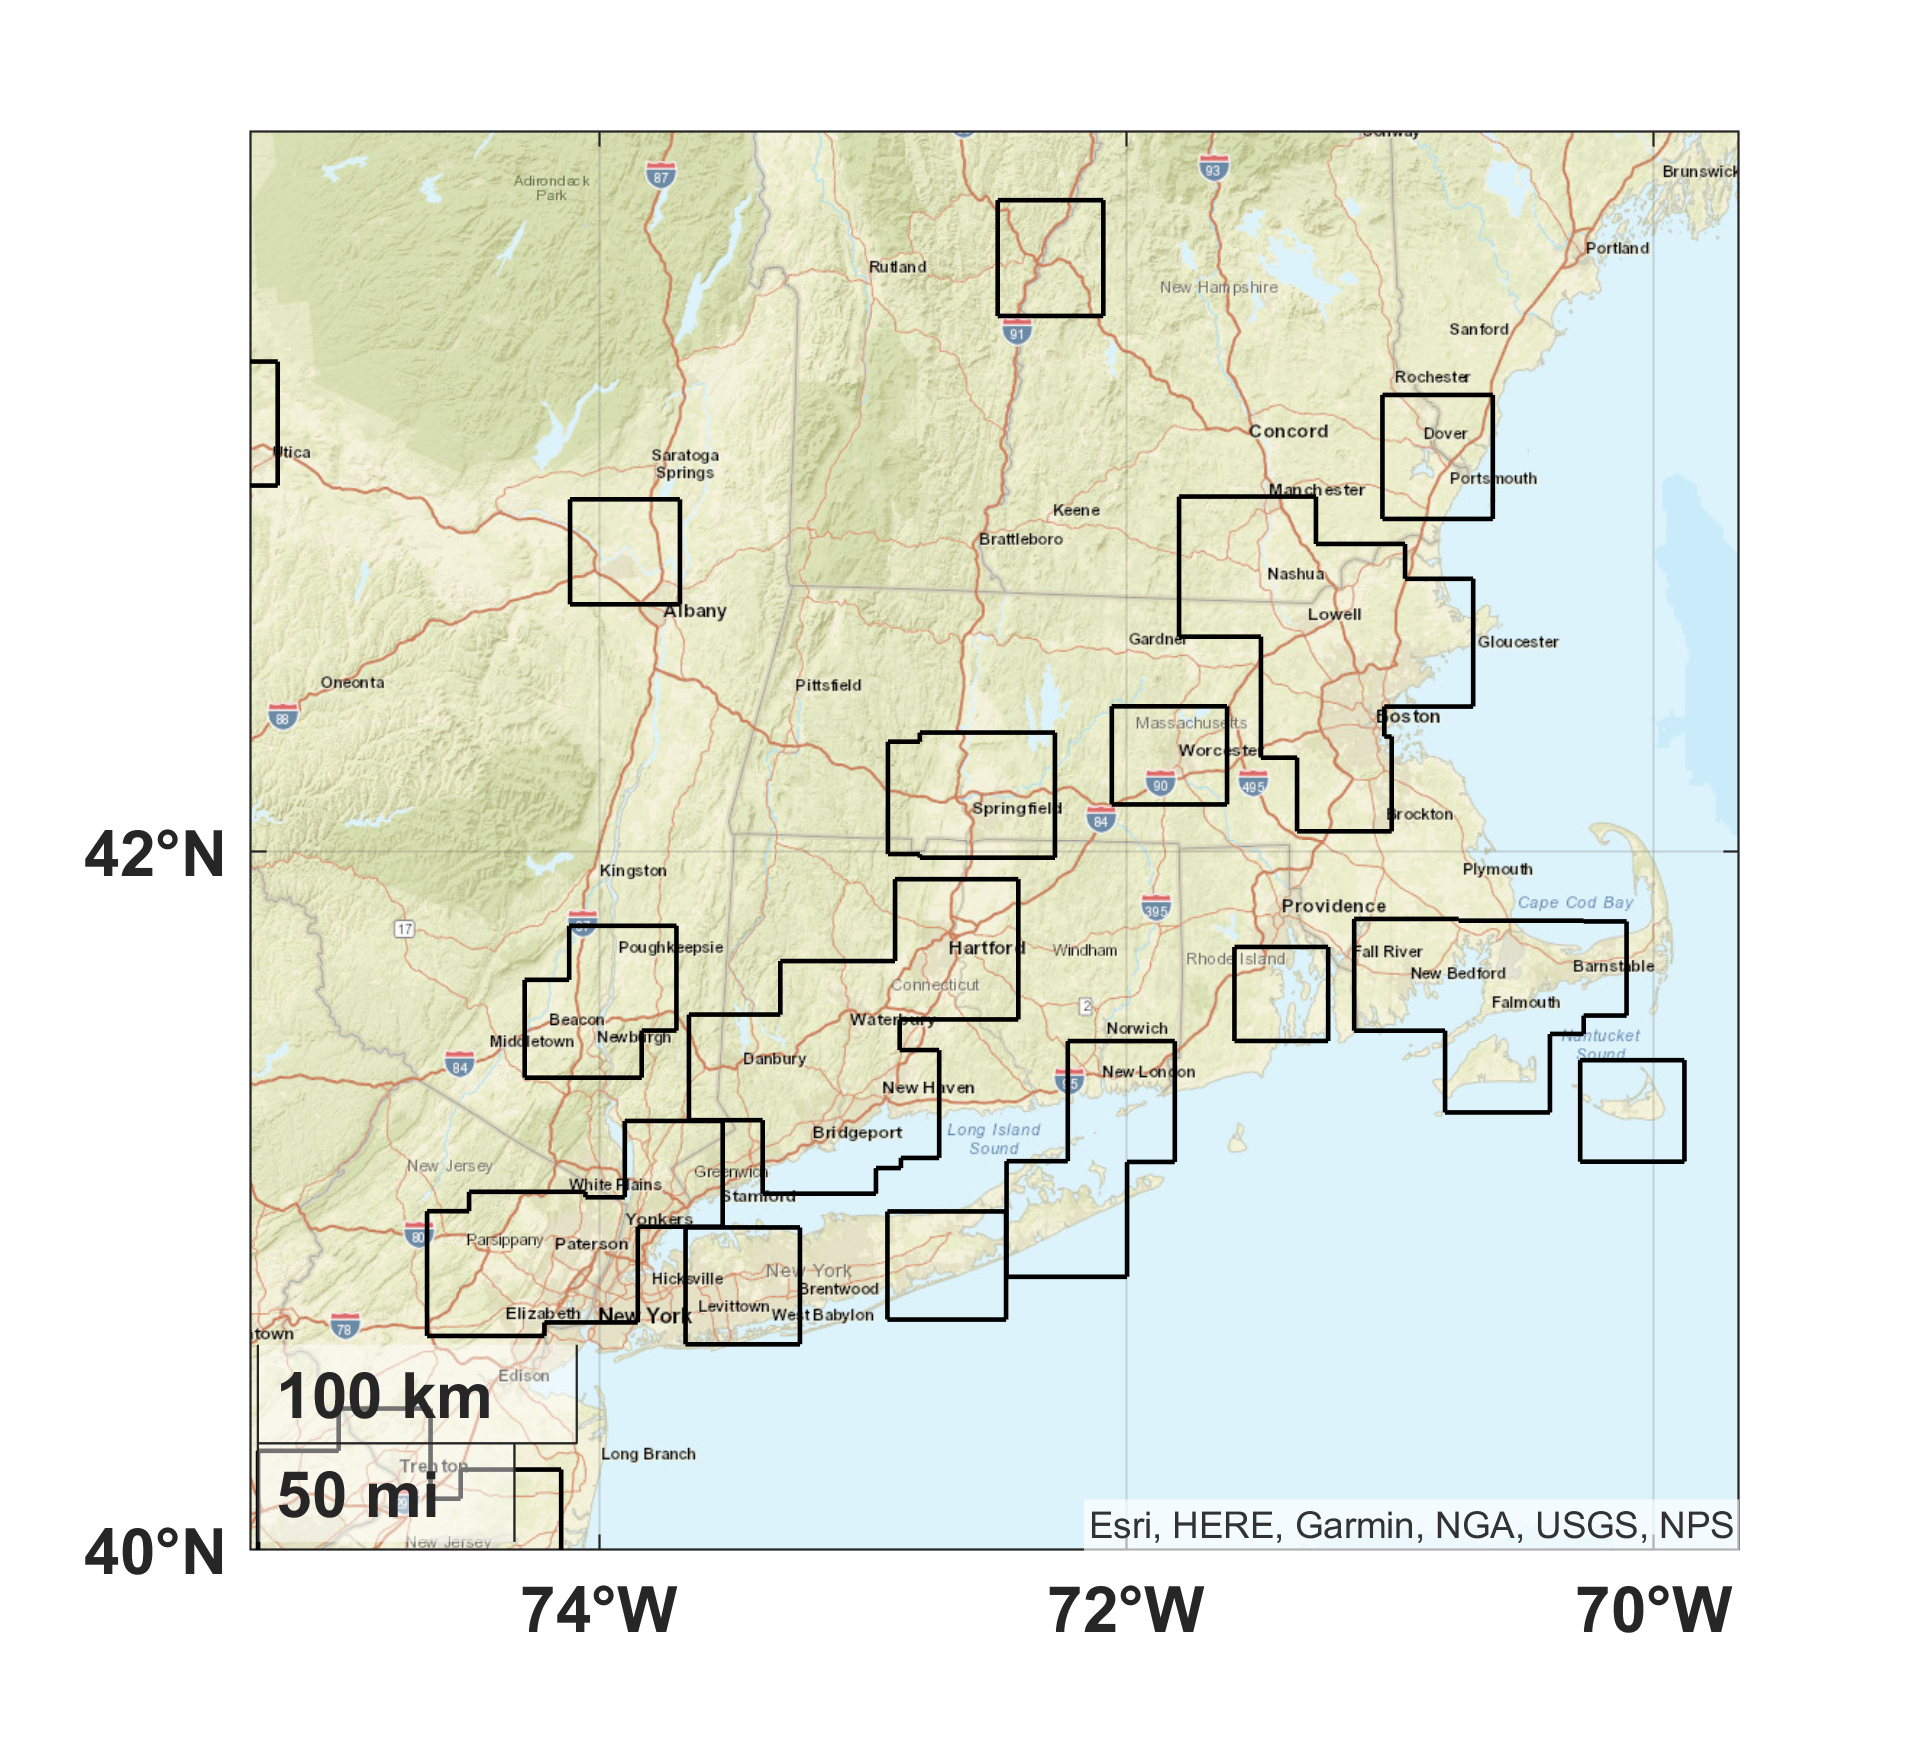 Conway
Brunswick
87
93
Adirondack
Park
Portland
Rutland
New Hampshire
91
Sanford
Rochester
Concord
Dover
Utica
Saratoga
Springs
Portsmouth
Manchester
Keene
Brattleboro
Nashua
Albany
Lowell
Gardner
Gloucester
Oneonta
Pittsfield
88
Massachusetts
Boston
Worcester
90
495
Springfield
84
Brockton
42°N
Kingston
Plymouth
Cape Cod Bay
395
Providence
87
17
Poughkeepsie
Hartford
Windham
Rhode Island
Fall River
New Bedford
Barnstable
Connecticut
Falmouth
2
Beacon
Waterbury
Norwich
Middletown
Newburgh
Nantucket
Sound
84
Danbury
New London
95
New Haven
Bridgeport
Long Island
Sound
New Jersey
Greenwich
White Plains
Stamford
Yonkers
80
Parsippany
Paterson
Hicksville
New York
Brentwood
Levittown
West Babylon
Elizabeth
New York
78
ntown
Edison
100 km
Long Branch
Trenton
50 mi
New Jersey
Esri, HERE, Garmin, NGA, USGS, NPS
40°N
74°W
72°W
70°W